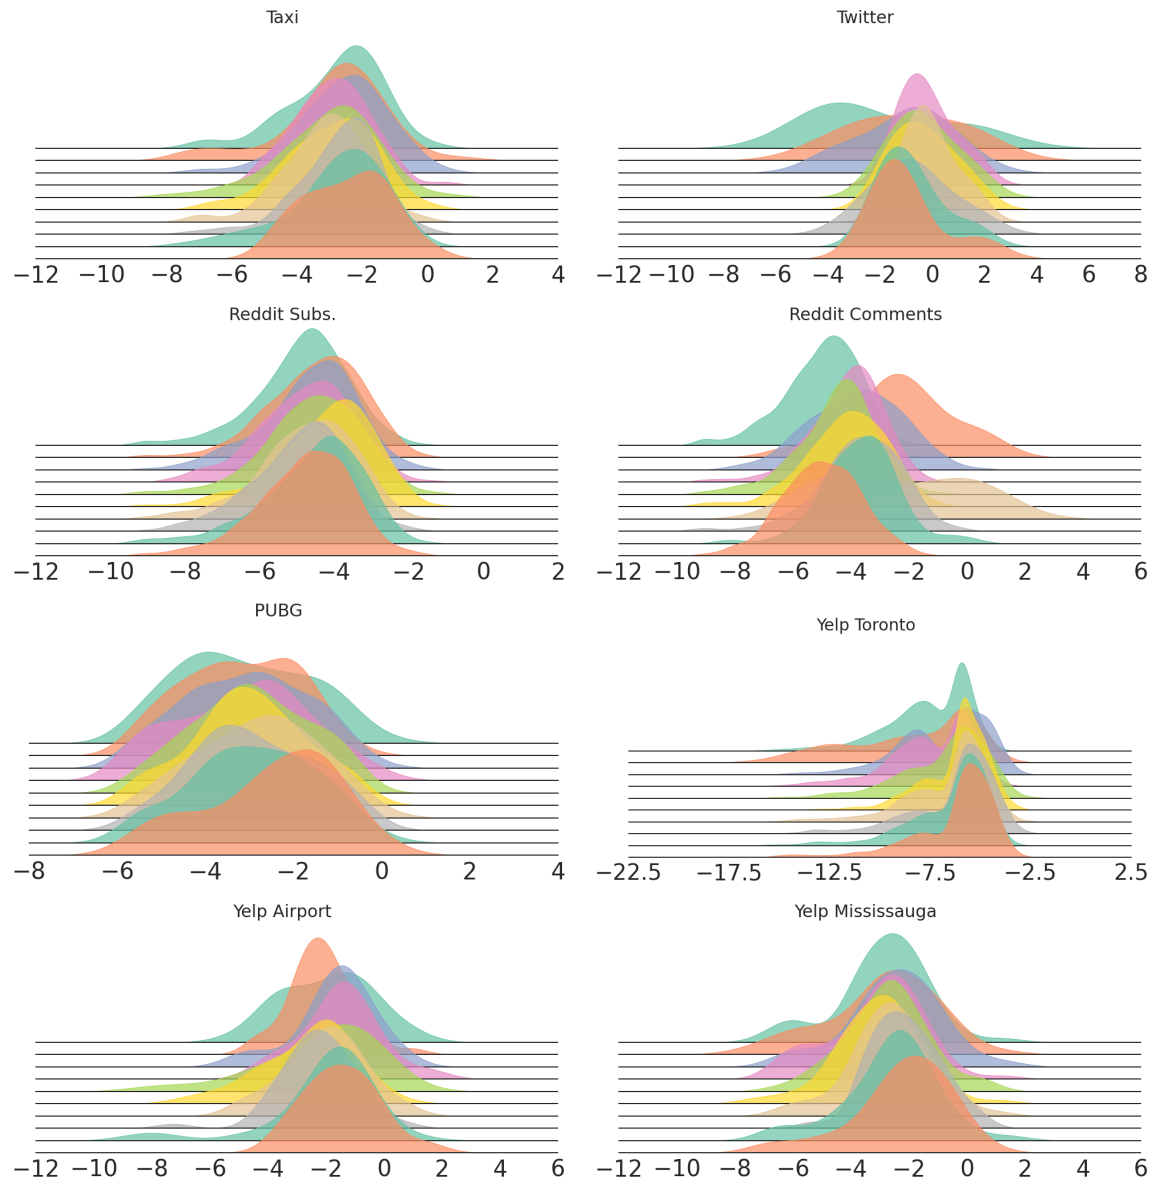 Taxi
Twitter
−12 −10 −8 −6 −4 −2 0 2 4
−12 −10 −8 −6 −4 −2 0 2 4 6 8
Reddit Subs.
Reddit Comments
−12 −10 −8 −6 −4 −2 0 2
−12 −10 −8 −6 −4 −2 0 2 4 6
PUBG
Yelp Toronto
−8 −6 −4 −2 0 2 4
−22.5 −17.5 −12.5 −7.5 −2.5 2.5
Yelp Airport
Yelp Mississauga
−12 −10 −8 −6 −4 −2 0 2 4 6
−12 −10 −8 −6 −4 −2 0 2 4 6